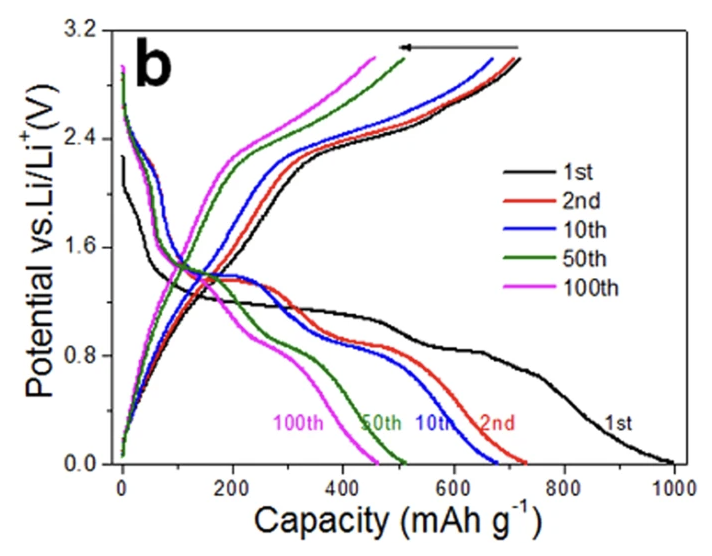 b
3.2
2.4
1.6
0.8
0.0
Potential vs.Li/Li⁺(V)
1st
2nd
10th
50th
100th
100th 50th 10th 2nd 1st
0 200 400 600 800 1000
Capacity (mAh g⁻¹)